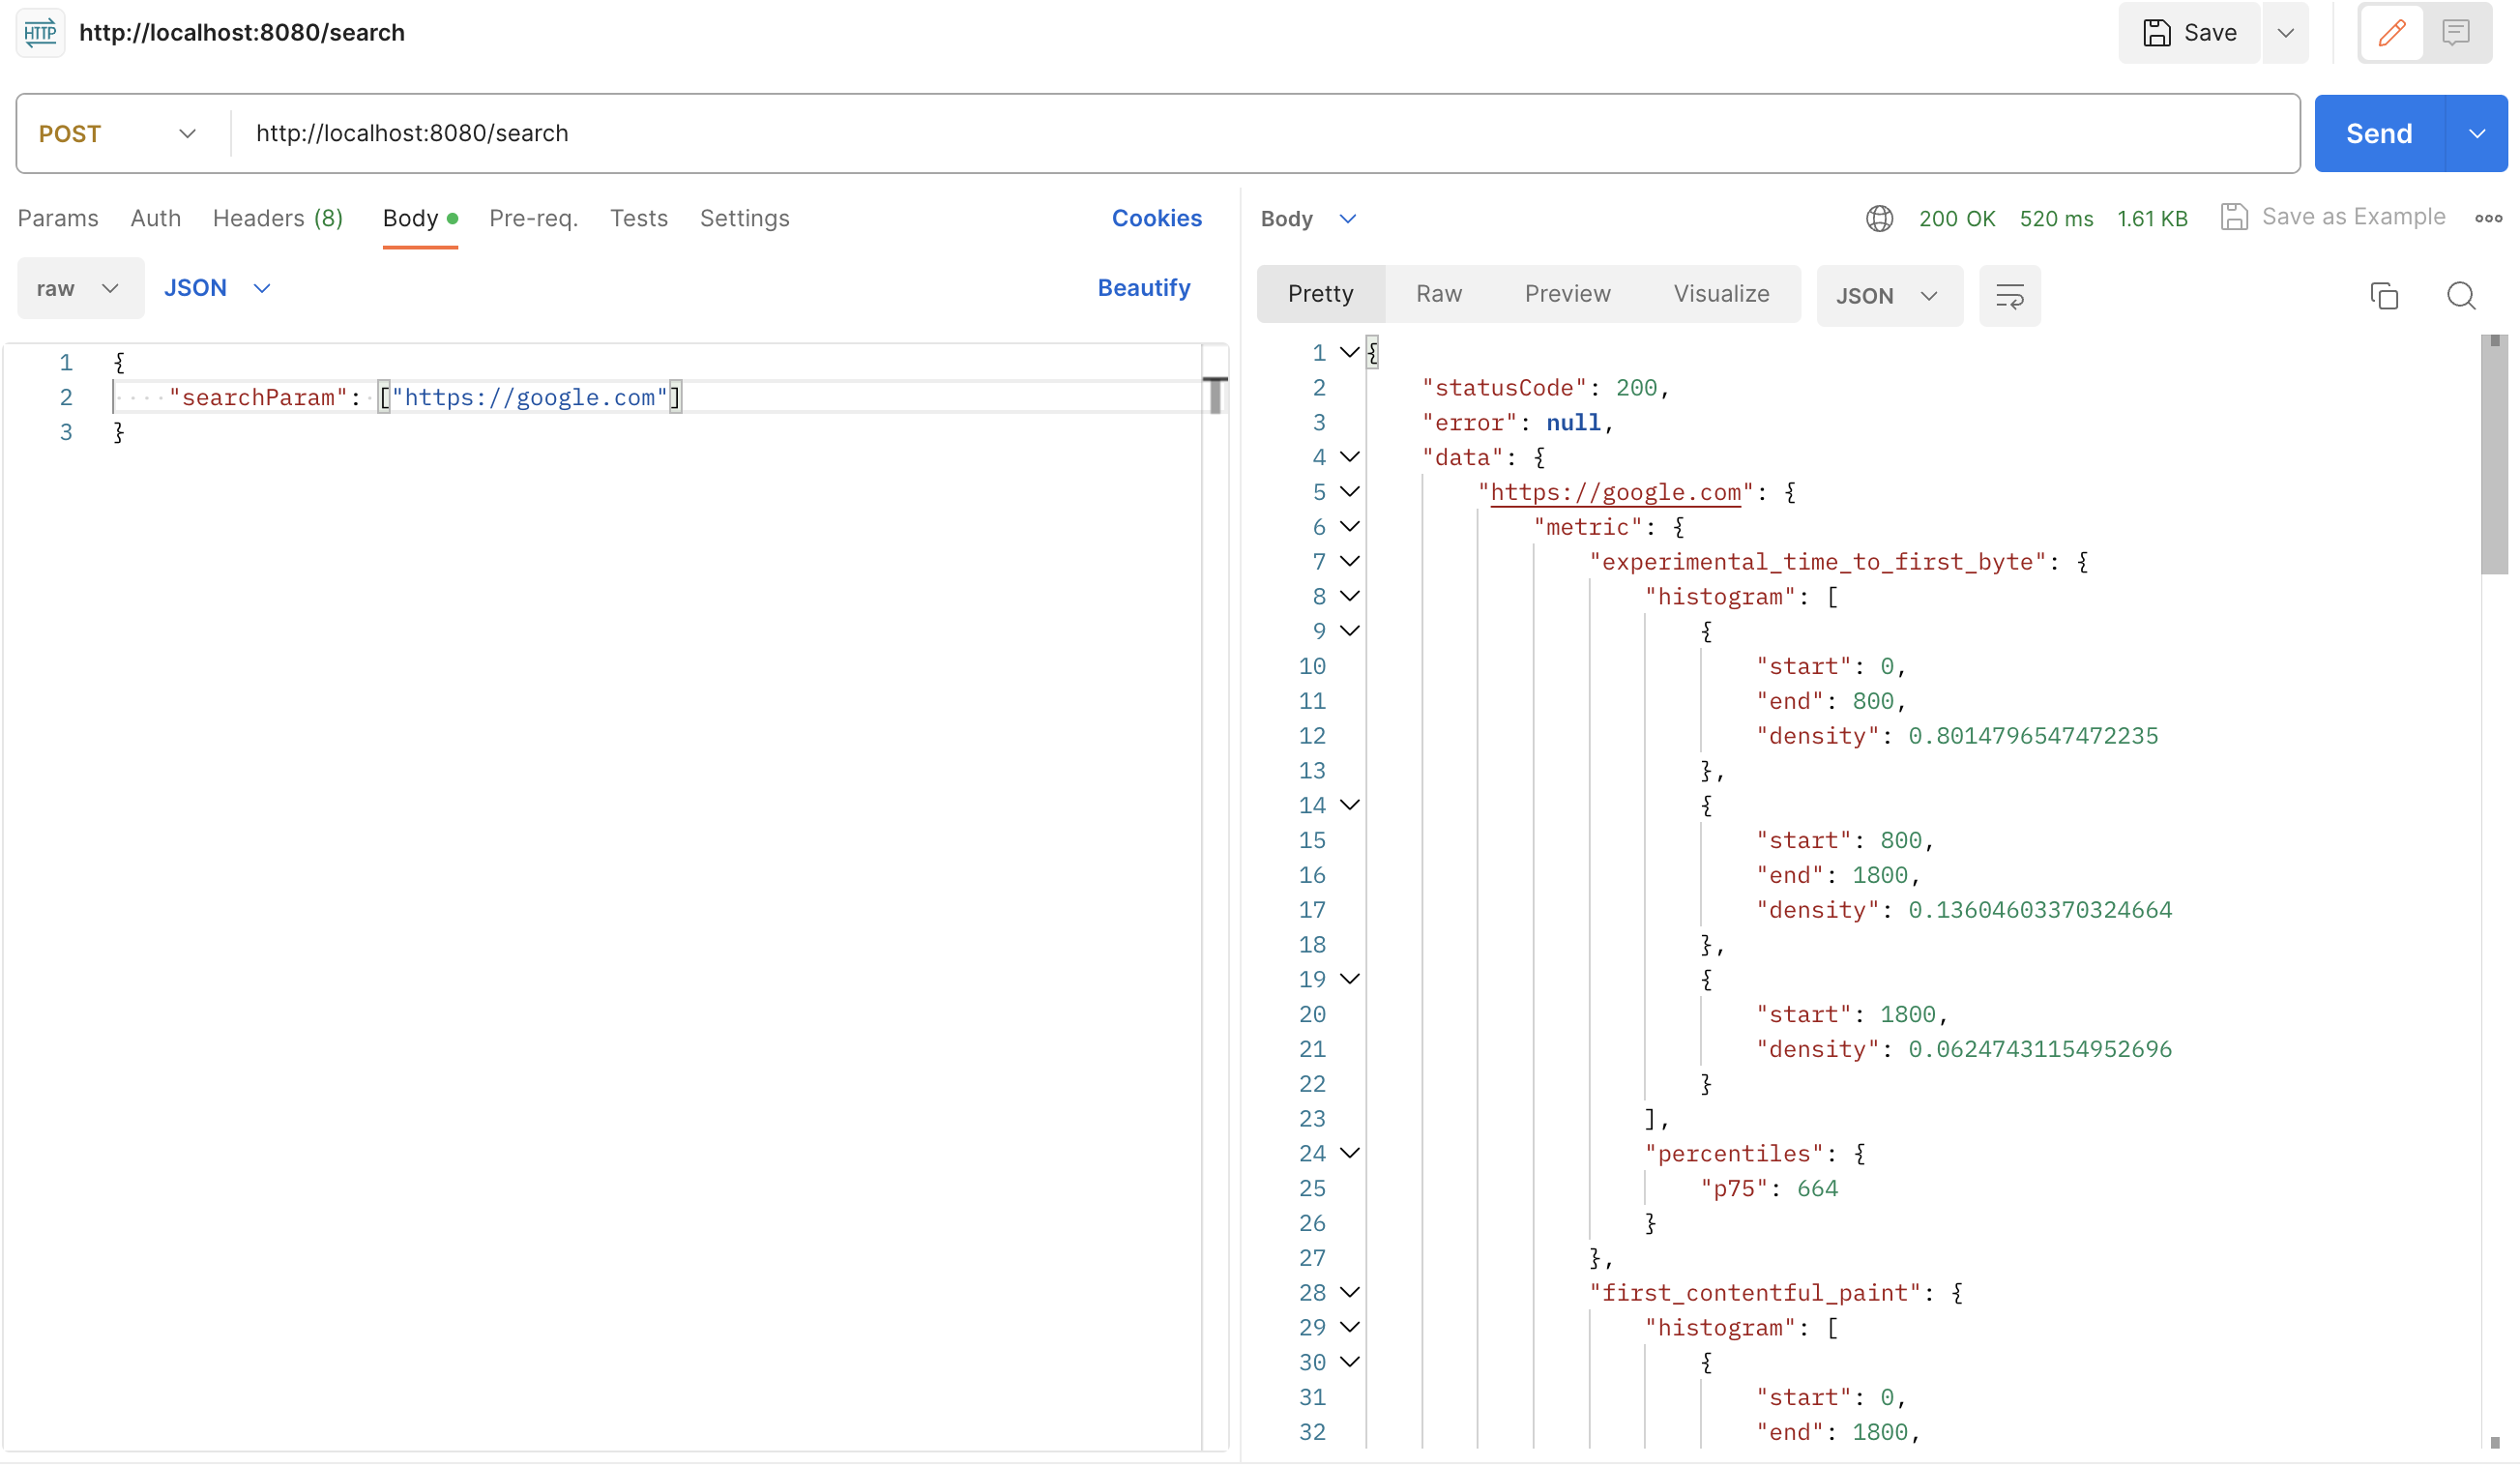 HTTP http://localhost:8080/search Save
POST http://localhost:8080/search Send
Params Auth Headers (8) Body Pre-req. Tests Settings Cookies
raw JSON Beautify
1 {
2 "searchParam": ["https://google.com"]
3 }
Body 200 OK 520 ms 1.61 KB Save as Example
Pretty Raw Preview Visualize JSON
1 {
2 "statusCode": 200,
3 "error": null,
4 "data": {
5 "https://google.com": {
6 "metric": {
7 "experimental_time_to_first_byte": {
8 "histogram": [
9 {
10 "start": 0,
11 "end": 800,
12 "density": 0.8014796547472235
13 },
14 {
15 "start": 800,
16 "end": 1800,
17 "density": 0.13604603370324664
18 },
19 {
20 "start": 1800,
21 "density": 0.06247431154952696
22 }
23 ],
24 "percentiles": {
25 "p75": 664
26 }
27 },
28 "first_contentful_paint": {
29 "histogram": [
30 {
31 "start": 0,
32 "end": 1800,